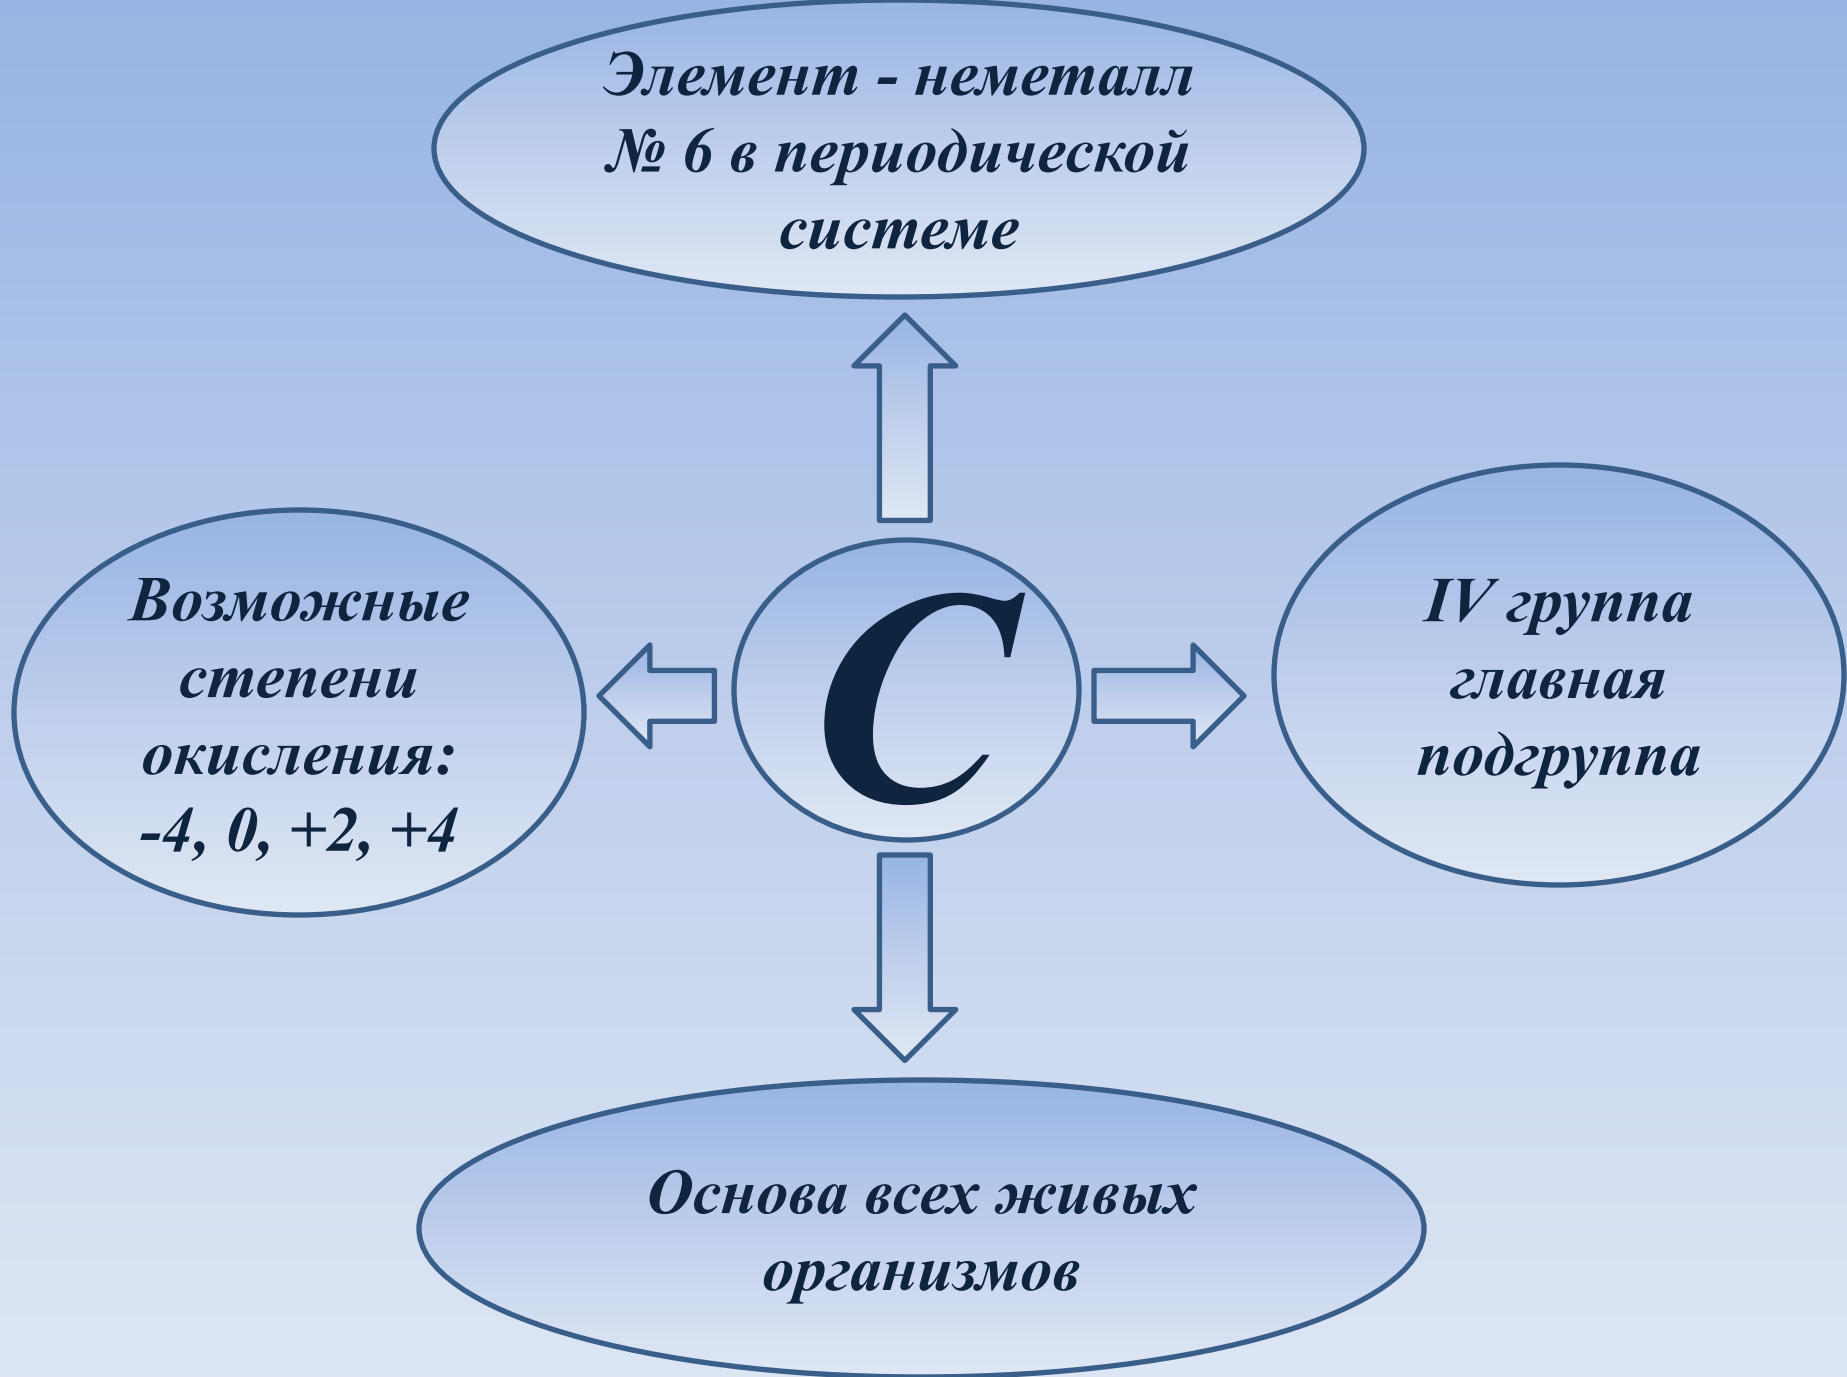 Элемент - неметалл
№ 6 в периодической
системе
Возможные
степени
окисления:
-4, 0, +2, +4
С
IV группа
главная
подгруппа
Основа всех живых
организмов